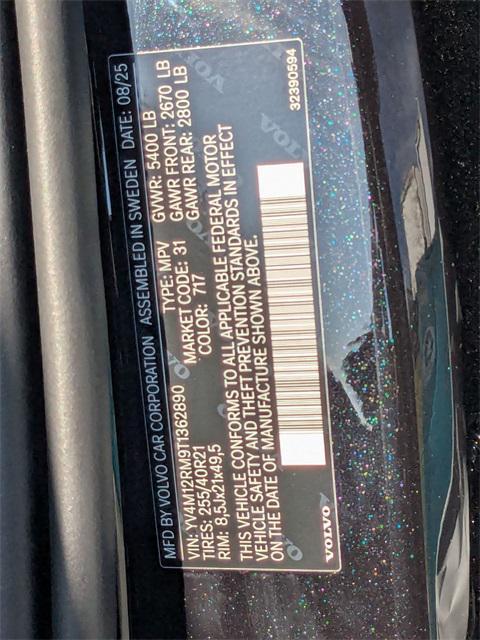 MFD BY VOLVO CAR CORPORATION ASSEMBLED IN SWEDEN DATE: 08/25
VIN: YV4M12RM9T1362890 TYPE: MPV GVWR: 5400 LB
TIRES: 255/40R21 MARKET CODE: 31 GAWR FRONT: 2670 LB
RIM: 8,5Jx21x49,5 COLOR: 717 GAWR REAR: 2800 LB
THIS VEHICLE CONFORMS TO ALL APPLICABLE FEDERAL MOTOR
VEHICLE SAFETY AND THEFT PREVENTION STANDARDS IN EFFECT
ON THE DATE OF MANUFACTURE SHOWN ABOVE.
VOLVO 32390594